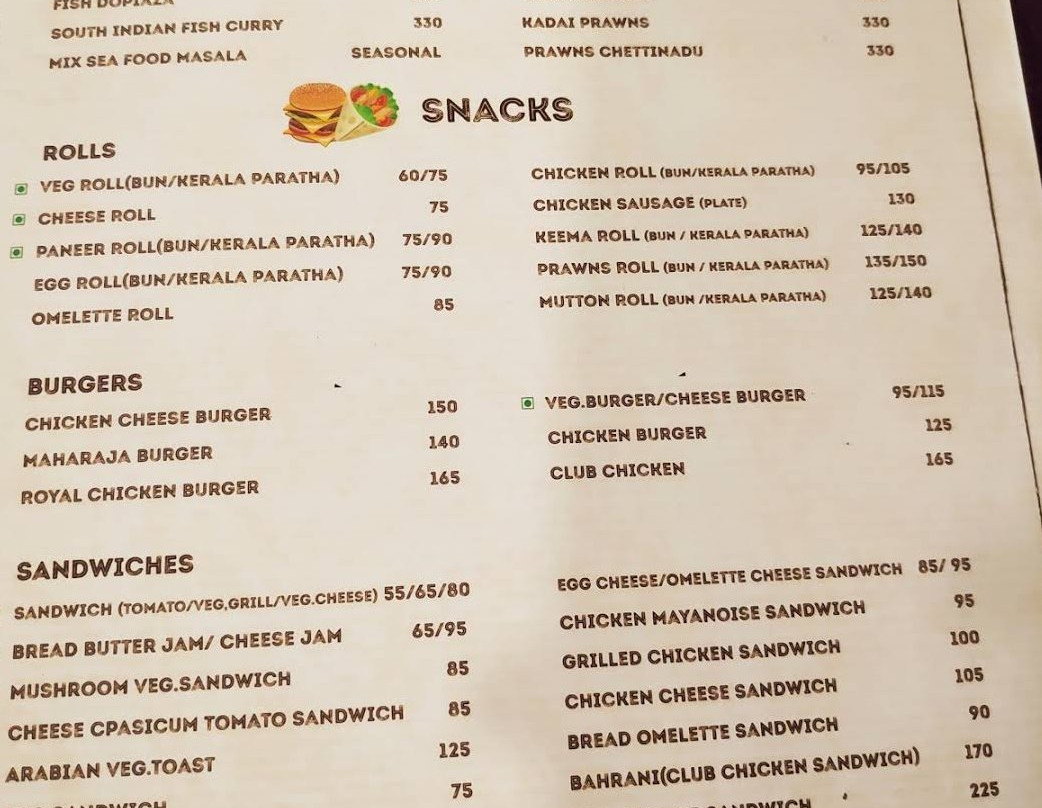 FISH DOPIAZA
SOUTH INDIAN FISH CURRY 330
MIX SEA FOOD MASALA SEASONAL
KADAI PRAWNS 330
PRAWNS CHETTINADU 330
SNACKS
ROLLS
VEG ROLL(BUN/KERALA PARATHA) 60/75
CHEESE ROLL 75
PANEER ROLL(BUN/KERALA PARATHA) 75/90
EGG ROLL(BUN/KERALA PARATHA) 75/90
OMELETTE ROLL 85
CHICKEN ROLL (BUN/KERALA PARATHA) 95/105
CHICKEN SAUSAGE (PLATE) 130
KEEMA ROLL (BUN / KERALA PARATHA) 125/140
PRAWNS ROLL (BUN / KERALA PARATHA) 135/150
MUTTON ROLL (BUN /KERALA PARATHA) 125/140
BURGERS
CHICKEN CHEESE BURGER 150
MAHARAJA BURGER 140
ROYAL CHICKEN BURGER 165
VEG.BURGER/CHEESE BURGER 95/115
CHICKEN BURGER 125
CLUB CHICKEN 165
SANDWICHES
SANDWICH (TOMATO/VEG,GRILL/VEG.CHEESE) 55/65/80
BREAD BUTTER JAM/ CHEESE JAM 65/95
MUSHROOM VEG.SANDWICH 85
CHEESE CPASICUM TOMATO SANDWICH 85
ARABIAN VEG.TOAST 125
SANDWICH 75
EGG CHEESE/OMELETTE CHEESE SANDWICH 85/ 95
CHICKEN MAYANOISE SANDWICH 95
GRILLED CHICKEN SANDWICH 100
CHICKEN CHEESE SANDWICH 105
BREAD OMELETTE SANDWICH 90
BAHRANI(CLUB CHICKEN SANDWICH) 170
SANDWICH 225